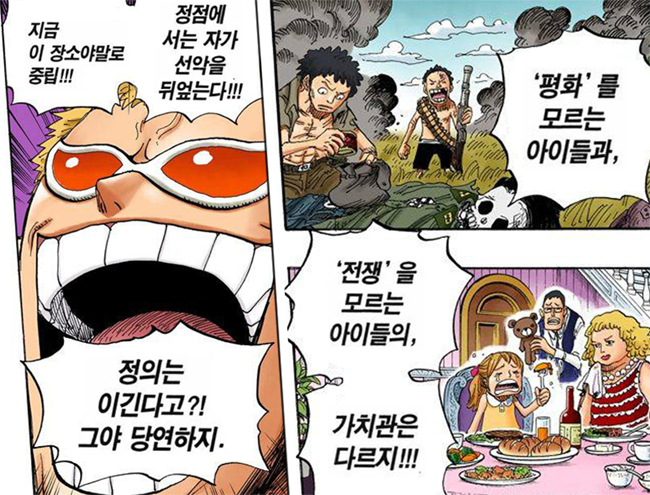 '평화' 를
모르는
아이들과,
'전쟁' 을
모르는
아이들의,
가치관은
다르지!!!
정점에
서는 자가
선악을
뒤엎는다!!!
지금
이 장소야말로
중립!!!
정의는
이긴다고?!
그야 당연하지.